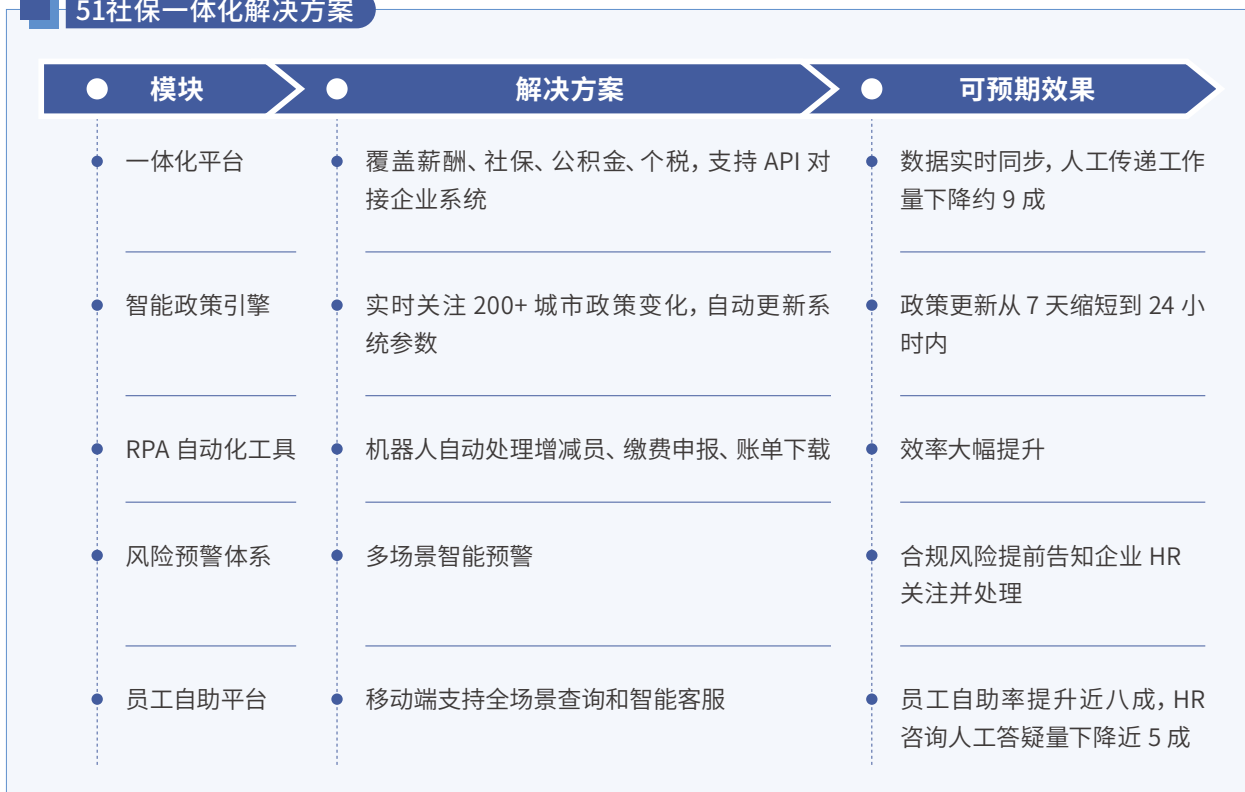 51社保一体化解决方案
模块
解决方案
可预期效果
一体化平台
覆盖薪酬、社保、公积金、个税，支持 API 对
接企业系统
数据实时同步，人工传递工作
量下降约 9 成
智能政策引擎
实时关注 200+ 城市政策变化，自动更新系
统参数
政策更新从 7 天缩短到 24 小
时内
RPA 自动化工具
机器人自动处理增减员、缴费申报、账单下载
效率大幅提升
风险预警体系
多场景智能预警
合规风险提前告知企业 HR
关注并处理
员工自助平台
移动端支持全场景查询和智能客服
员工自助率提升近八成，HR
咨询人工答疑量下降近 5 成